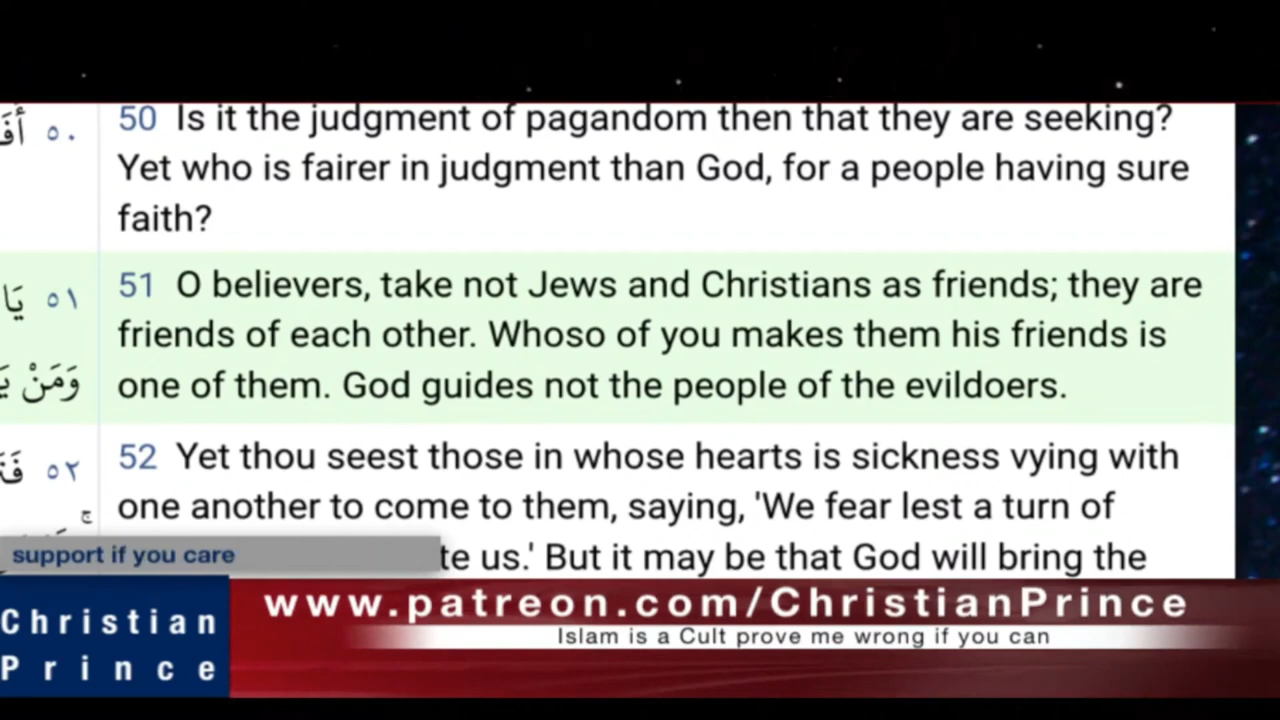 أَفَ ٥٠
50 Is it the judgment of pagandom then that they are seeking?
Yet who is fairer in judgment than God, for a people having sure
faith?
يَا ٥١
51 O believers, take not Jews and Christians as friends; they are
friends of each other. Whoso of you makes them his friends is
وَمَنْ
one of them. God guides not the people of the evildoers.
٥٢
52 Yet thou seest those in whose hearts is sickness vying with
one another to come to them, saying, 'We fear lest a turn of
te us.' But it may be that God will bring the
support if you care
Christian
Prince
www.patreon.com/ChristianPrince
Islam is a Cult prove me wrong if you can